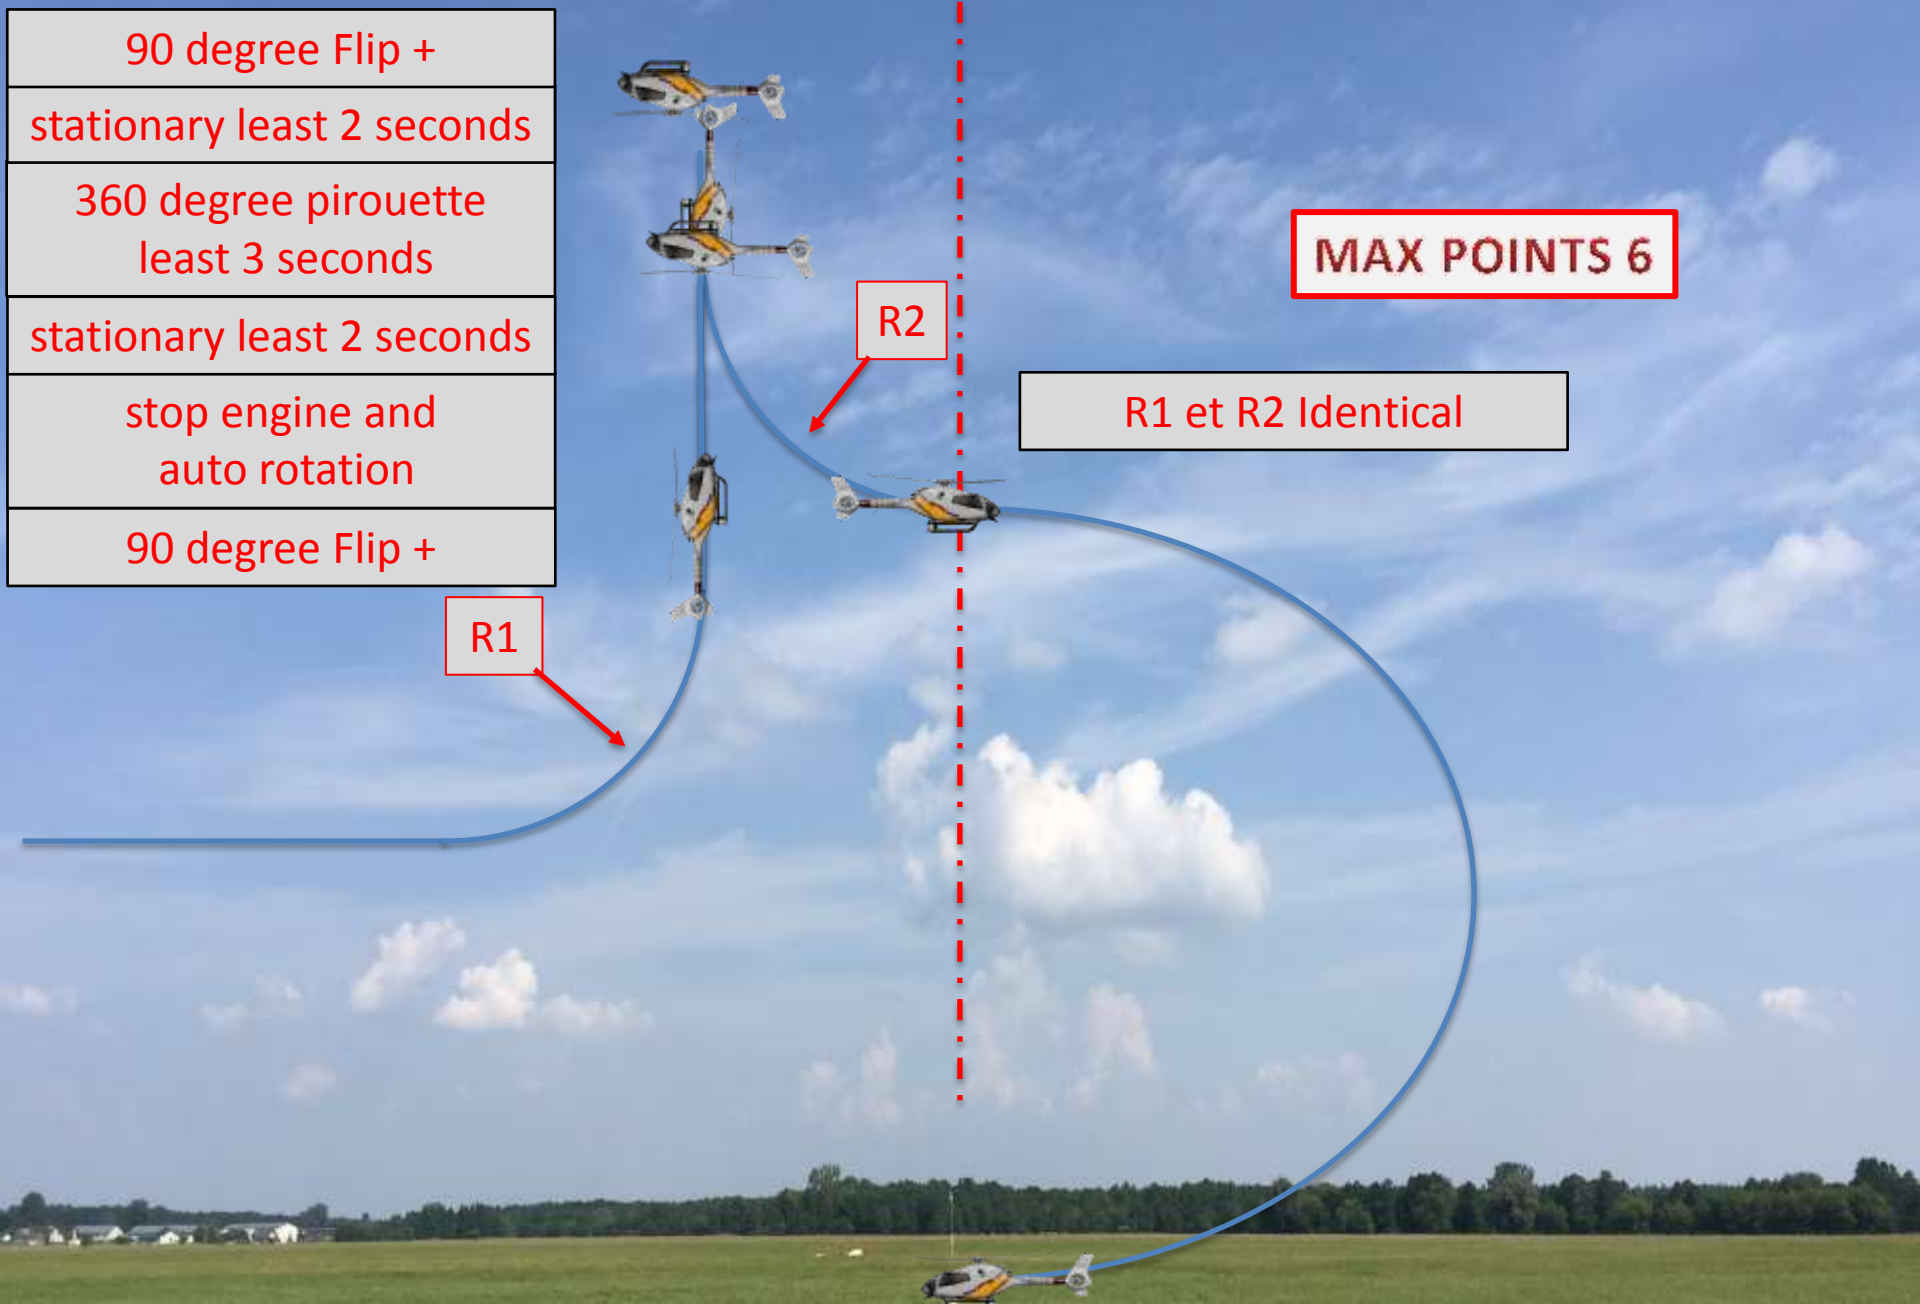 90 degree Flip +
stationary least 2 seconds
360 degree pirouette
least 3 seconds
stationary least 2 seconds
stop engine and
auto rotation
90 degree Flip +
MAX POINTS 6
R2
R1 et R2 Identical
R1